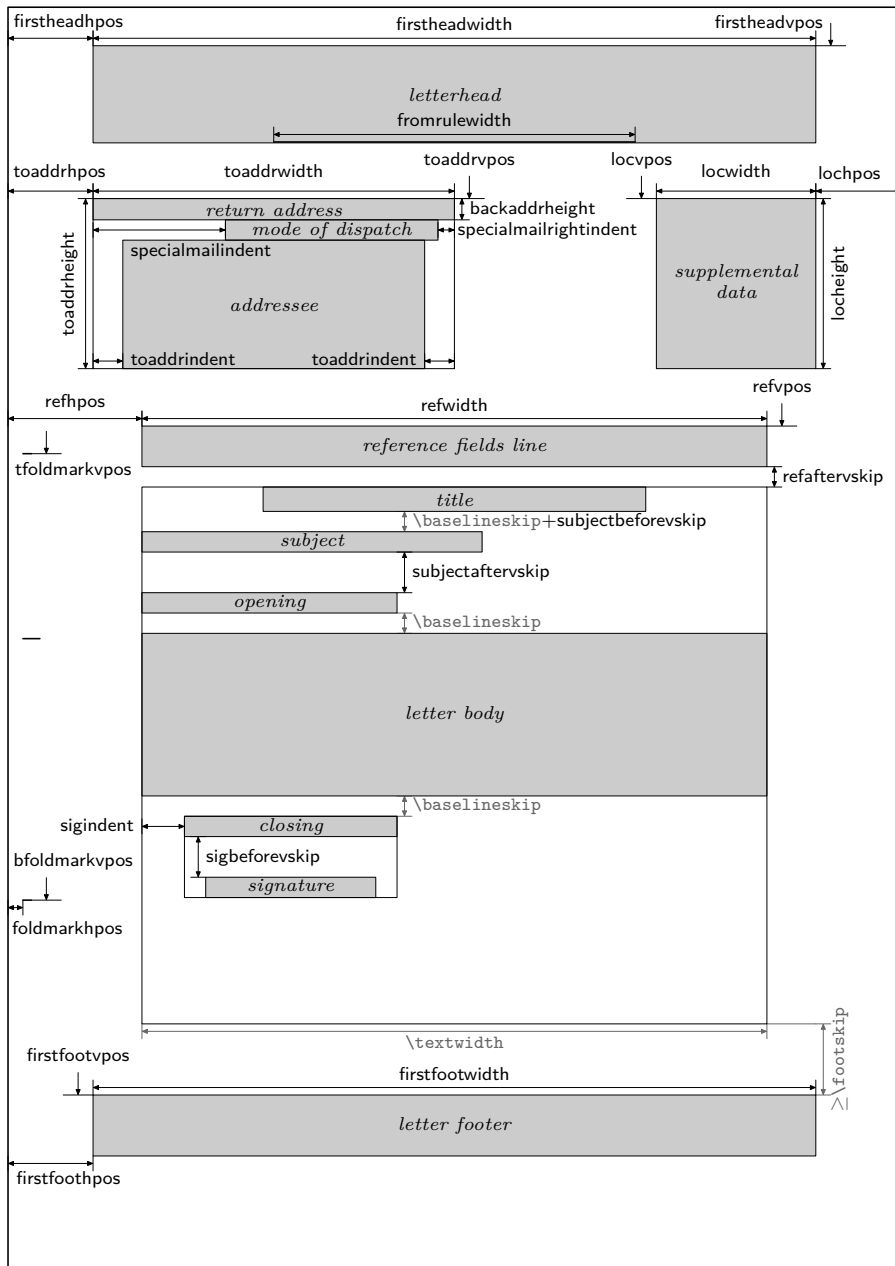 firstheadhpos firstheadwidth firstheadvpos
letterhead
fromrulewidth
toaddrhpos toaddrwidth toaddrvpos locvpos locwidth lochpos
return address backaddrheight
mode of dispatch specialmailrightindent
specialmailindent
toaddrheight
addressee
supplemental
data
locheight
toaddrindent toaddrindent
refhpos refwidth refvpos
reference fields line
tfoldmarkvpos
refaftervskip
title
\baselineskip+subjectbeforevskip
subject
subjectaftervskip
opening
\baselineskip
letter body
\baselineskip
sigindent closing
sigbeforevskip
bfoldmarkvpos
signature
foldmarkhpos
\textwidth
≥\footskip
firstfootvpos firstfootwidth
letter footer
firstfoothpos